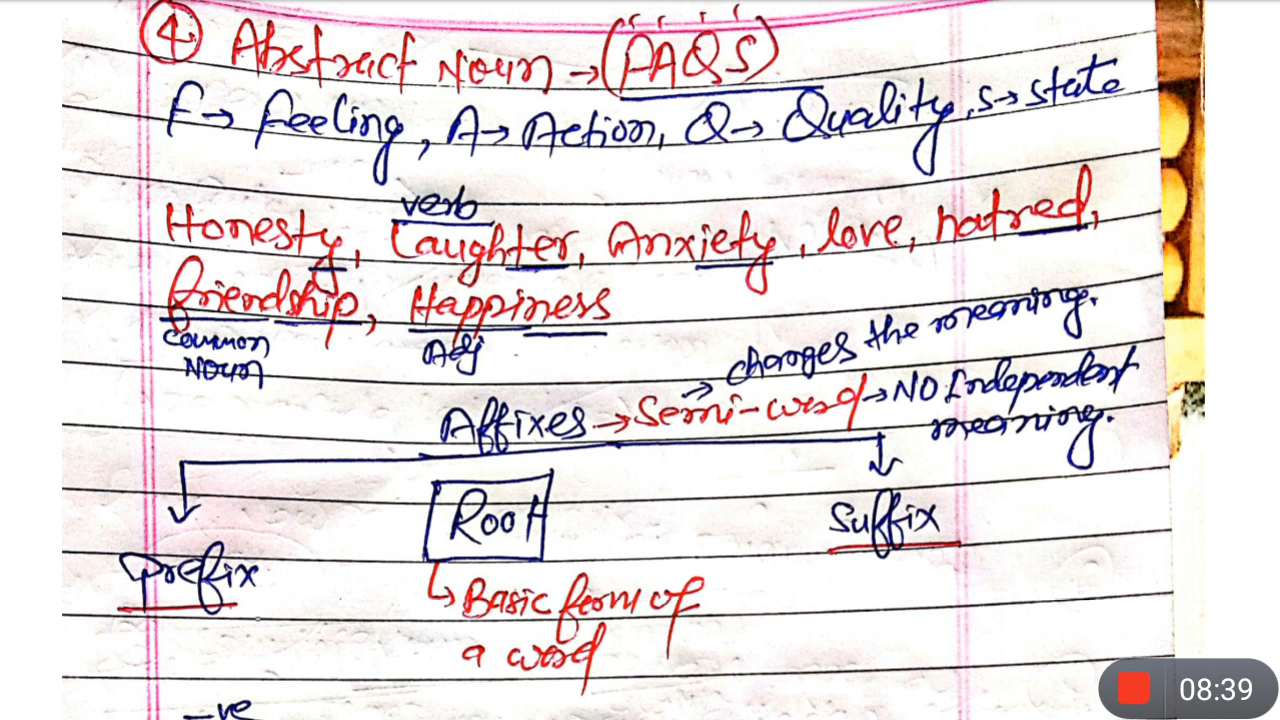 ④ Abstract Noun → (FAQS)
F → Feeling, A → Action, Q → Quality, S → state
verb
Honesty, Laughter, Anxiety, love, hatred,
friendship, Happiness
common Noun
Adj
→ changes the meaning.
Affixes → Semi-word → NO Independent meaning.
Root
Suffix
Prefix
↳ Basic form of
a word
-ve
08:39